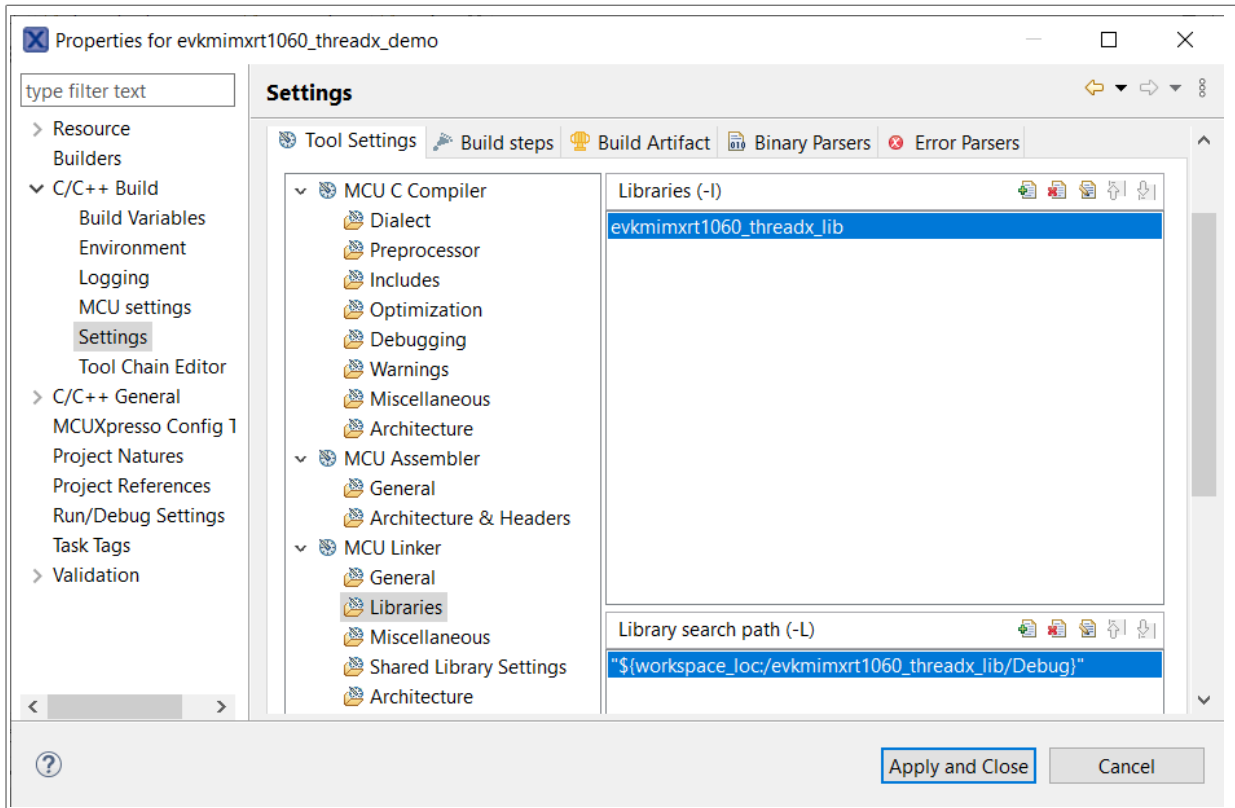 Properties for evkmimxrt1060_threadx_demo
type filter text
Resource
Builders
C/C++ Build
Build Variables
Environment
Logging
MCU settings
Settings
Tool Chain Editor
C/C++ General
MCUXpresso Config T
Project Natures
Project References
Run/Debug Settings
Task Tags
Validation
Settings
Tool Settings
Build steps
Build Artifact
Binary Parsers
Error Parsers
MCU C Compiler
Dialect
Preprocessor
Includes
Optimization
Debugging
Warnings
Miscellaneous
Architecture
MCU Assembler
General
Architecture & Headers
MCU Linker
General
Libraries
Miscellaneous
Shared Library Settings
Architecture
Libraries (-l)
evkmimxrt1060_threadx_lib
Library search path (-L)
"${workspace_loc:/evkmimxrt1060_threadx_lib/Debug}"
Apply and Close
Cancel